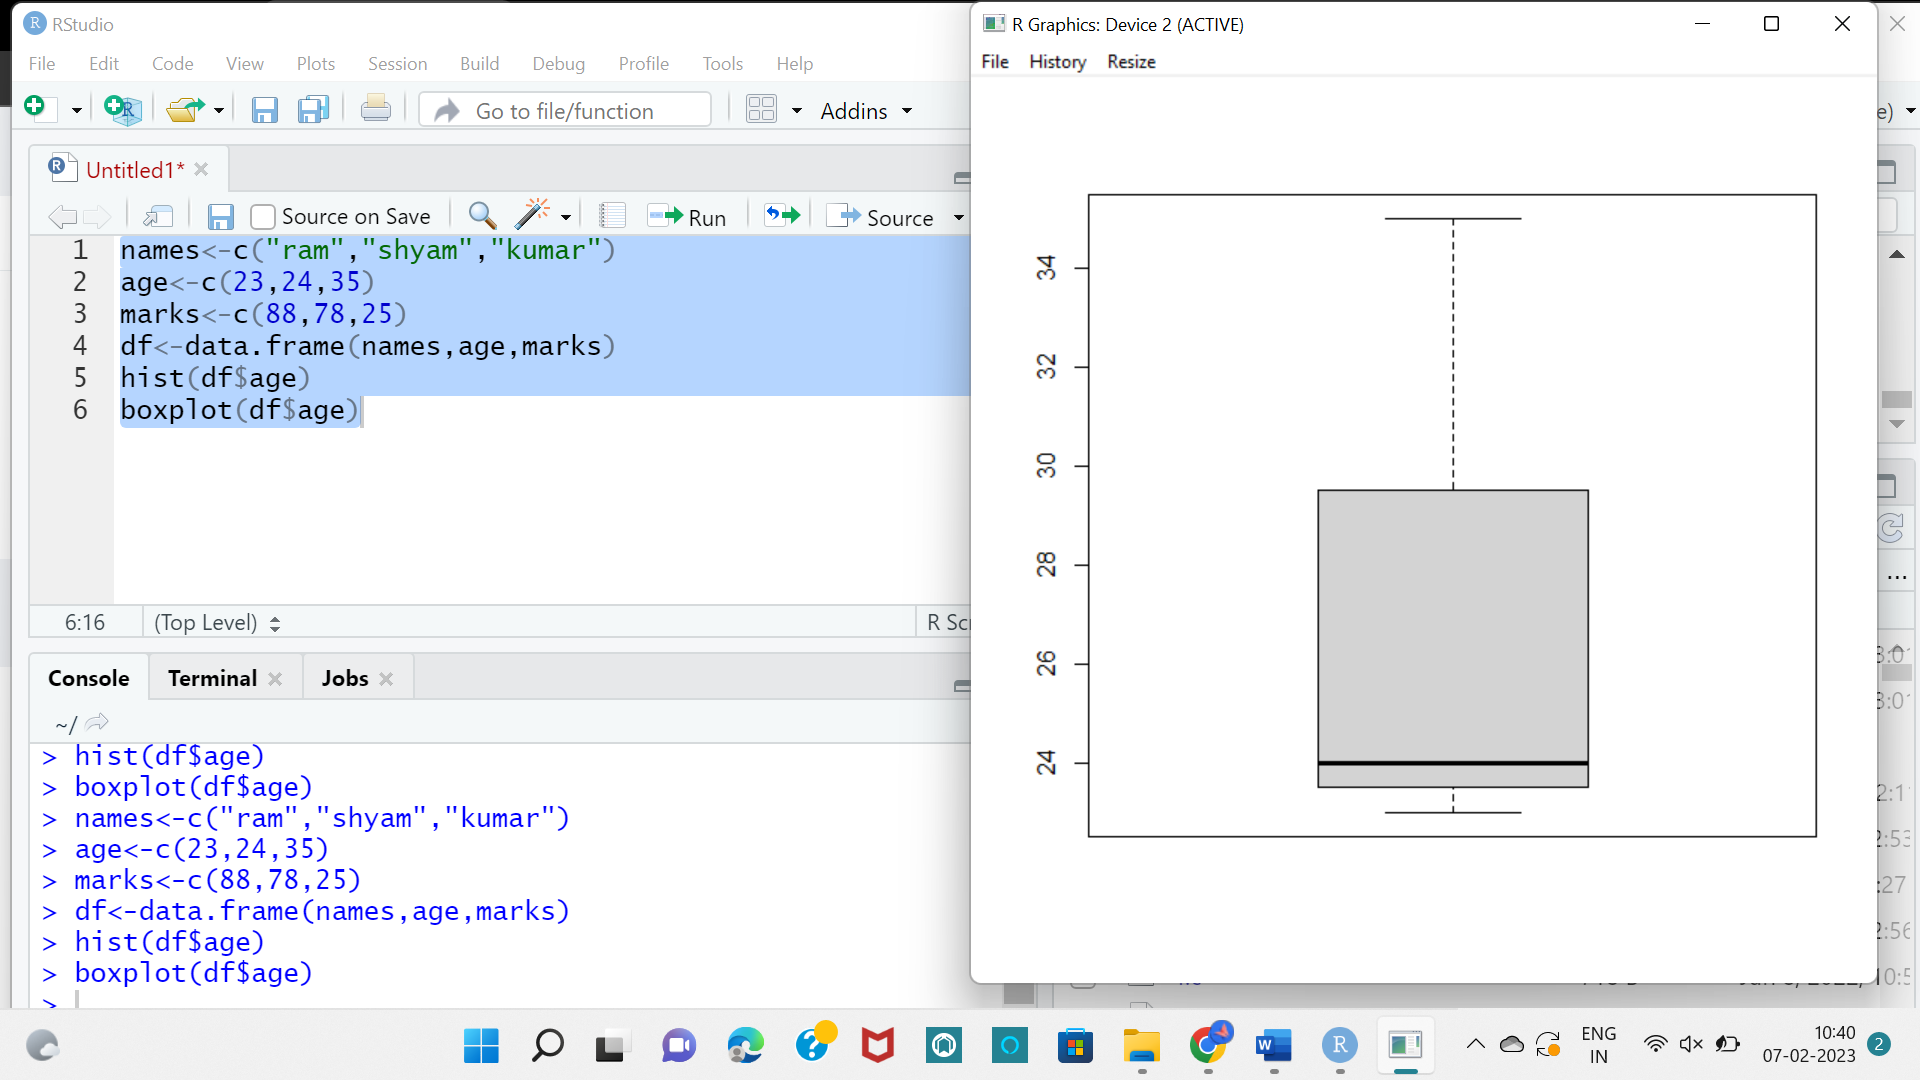 RStudio
File Edit Code View Plots Session Build Debug Profile Tools Help
Go to file/function
Addins
Untitled1*
Source on Save
Run
Source
1 names<-c("ram","shyam","kumar")
2 age<-c(23,24,35)
3 marks<-c(88,78,25)
4 df<-data.frame(names,age,marks)
5 hist(df$age)
6 boxplot(df$age)
6:16 (Top Level)
Console Terminal Jobs
~/
> hist(df$age)
> boxplot(df$age)
> names<-c("ram","shyam","kumar")
> age<-c(23,24,35)
> marks<-c(88,78,25)
> df<-data.frame(names,age,marks)
> hist(df$age)
> boxplot(df$age)
>
R Graphics: Device 2 (ACTIVE)
File History Resize
34
32
30
28
26
24
ENG
IN
10:40
07-02-2023
2